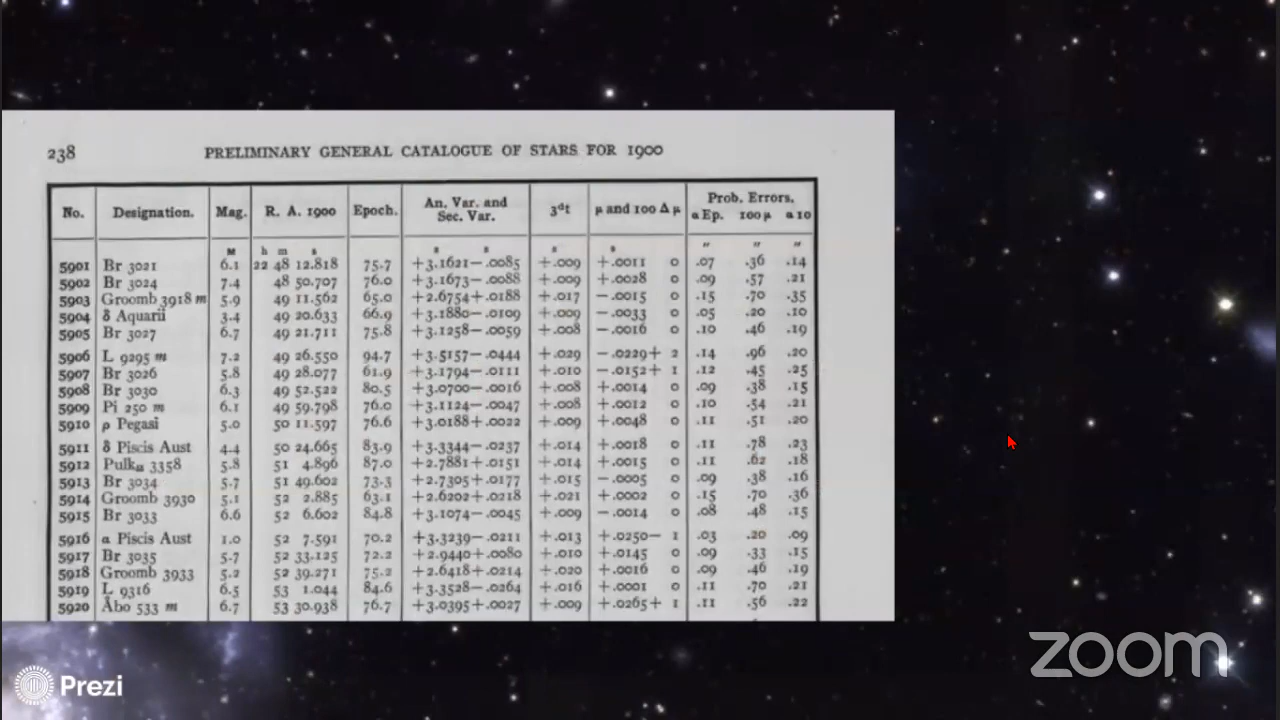 238 PRELIMINARY GENERAL CATALOGUE OF STARS FOR 1900
No. Designation. Mag. R. A. 1900 Epoch. An. Var. and Sec. Var. 3ᵈt μ and 100 Δ μ Prob. Errors.
α Ep. 100 μ α 10
M h m s s s s s " " "
5901 Br 3021 6.1 22 48 12.818 75.7 +3.1621−.0085 +.009 +.0011 0 .07 .36 .14
5902 Br 3024 7.4 48 50.707 76.0 +3.1673−.0088 +.009 +.0028 0 .09 .57 .21
5903 Groomb 3918 m 5.9 49 11.562 65.0 +2.6754+.0188 +.017 −.0015 0 .15 .70 .35
5904 δ Aquarii 3.4 49 20.633 66.9 +3.1880−.0109 +.009 −.0033 0 .05 .20 .10
5905 Br 3027 6.7 49 21.711 75.8 +3.1258−.0059 +.008 −.0016 0 .10 .46 .19
5906 L 9295 m 7.2 49 26.550 94.7 +3.5157−.0444 +.029 −.0229+ 2 .14 .96 .20
5907 Br 3026 5.8 49 28.077 61.9 +3.1794−.0111 +.010 −.0152+ 1 .12 .45 .25
5908 Br 3030 6.3 49 52.522 80.5 +3.0700−.0016 +.008 +.0014 0 .09 .38 .15
5909 Pi 250 m 6.1 49 59.798 76.0 +3.1124−.0047 +.008 +.0012 0 .10 .54 .21
5910 ρ Pegasi 5.0 50 11.597 76.6 +3.0188+.0022 +.009 +.0048 0 .11 .51 .20
5911 δ Piscis Aust 4.4 50 24.665 83.9 +3.3344−.0237 +.014 +.0018 0 .11 .78 .23
5912 Pulk₂ 3358 5.8 51 4.896 87.0 +2.7881+.0151 +.014 +.0015 0 .11 .62 .18
5913 Br 3034 5.7 51 49.602 73.3 +2.7305+.0177 +.015 −.0005 0 .09 .38 .16
5914 Groomb 3930 5.1 52 2.885 63.1 +2.6202+.0218 +.021 +.0002 0 .15 .70 .36
5915 Br 3033 6.6 52 6.602 84.8 +3.1074−.0045 +.009 −.0014 0 .08 .48 .15
5916 α Piscis Aust 1.0 52 7.591 70.2 +3.3239−.0211 +.013 +.0250− 1 .03 .20 .09
5917 Br 3035 5.7 52 33.125 72.2 +2.9440+.0080 +.010 +.0145 0 .09 .33 .15
5918 Groomb 3933 5.2 52 39.271 75.2 +2.6418+.0214 +.020 +.0016 0 .09 .46 .19
5919 L 9316 6.5 53 1.044 84.6 +3.3528−.0264 +.016 +.0001 0 .11 .70 .21
5920 Åbo 533 m 6.7 53 30.938 76.7 +3.0395+.0027 +.009 +.0265+ 1 .11 .56 .22
Prezi
zoom